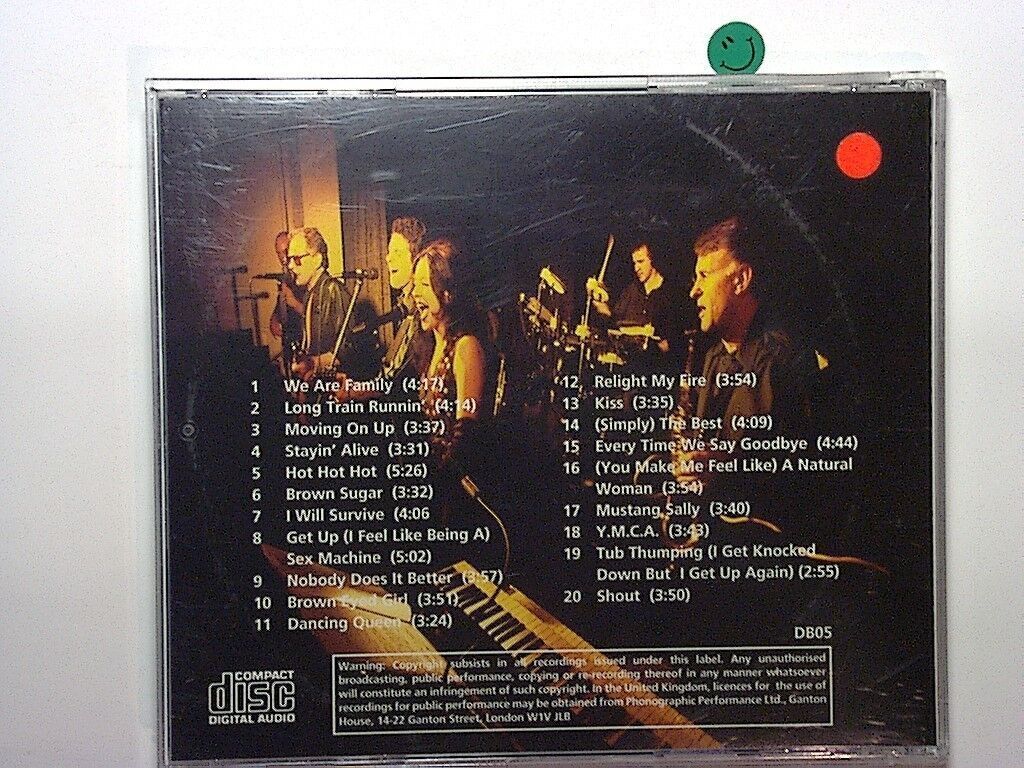 1 We Are Family (4:17)
2 Long Train Runnin' (4:14)
3 Moving On Up (3:37)
4 Stayin' Alive (3:31)
5 Hot Hot Hot (5:26)
6 Brown Sugar (3:32)
7 I Will Survive (4:06
8 Get Up (I Feel Like Being A)
Sex Machine (5:02)
9 Nobody Does It Better (3:57)
10 Brown Eyed Girl (3:51)
11 Dancing Queen (3:24)
12 Relight My Fire (3:54)
13 Kiss (3:35)
14 (Simply) The Best (4:09)
15 Every Time We Say Goodbye (4:44)
16 (You Make Me Feel Like) A Natural
Woman (3:54)
17 Mustang Sally (3:40)
18 Y.M.C.A. (3:43)
19 Tub Thumping (I Get Knocked
Down But I Get Up Again) (2:55)
20 Shout (3:50)
DB05
COMPACT
disc
DIGITAL AUDIO
Warning: Copyright subsists in all recordings issued under this label. Any unauthorised
broadcasting, public performance, copying or re-recording thereof in any manner whatsoever
will constitute an infringement of such copyright. In the United Kingdom, licences for the use of
recordings for public performance may be obtained from Phonographic Performance Ltd., Ganton
House, 14-22 Ganton Street, London W1V JLB